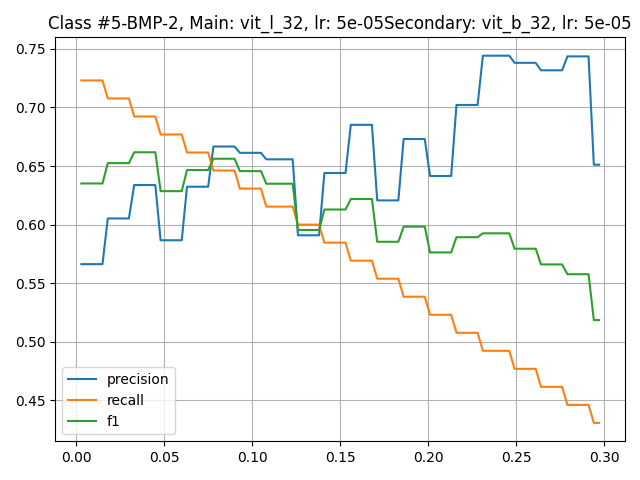 Class #5-BMP-2, Main: vit_l_32, lr: 5e-05Secondary: vit_b_32, lr: 5e-05
0.75
0.70
0.65
0.60
0.55
0.50
0.45
precision
recall
f1
0.00 0.05 0.10 0.15 0.20 0.25 0.30